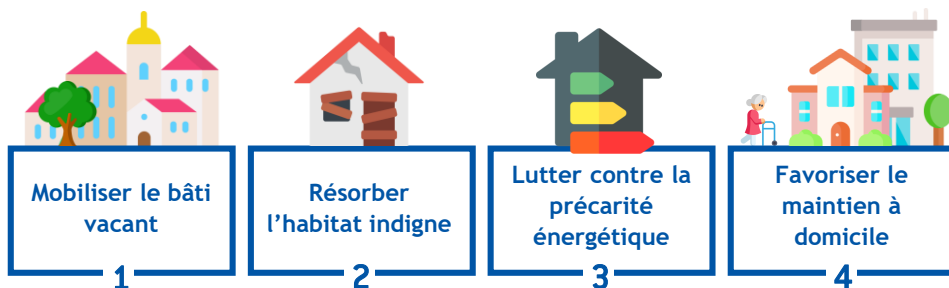 Mobiliser le bâti
vacant
1
Résorber
l'habitat indigne
2
Lutter contre la
précarité
énergétique
3
Favoriser le
maintien à
domicile
4